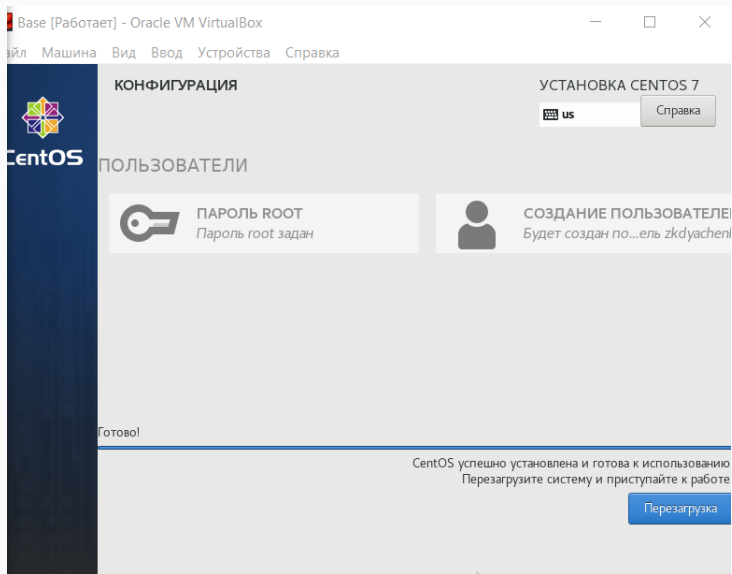 Base [Работает] - Oracle VM VirtualBox
айл Машина Вид Ввод Устройства Справка
КОНФИГУРАЦИЯ
УСТАНОВКА CENTOS 7
us
Справка
CentOS
ПОЛЬЗОВАТЕЛИ
ПАРОЛЬ ROOT
Пароль root задан
СОЗДАНИЕ ПОЛЬЗОВАТЕЛ
Будет создан по...ель zkdyachen
Готово!
CentOS успешно установлена и готова к использованию
Перезагрузите систему и приступайте к работе
Перезагрузка